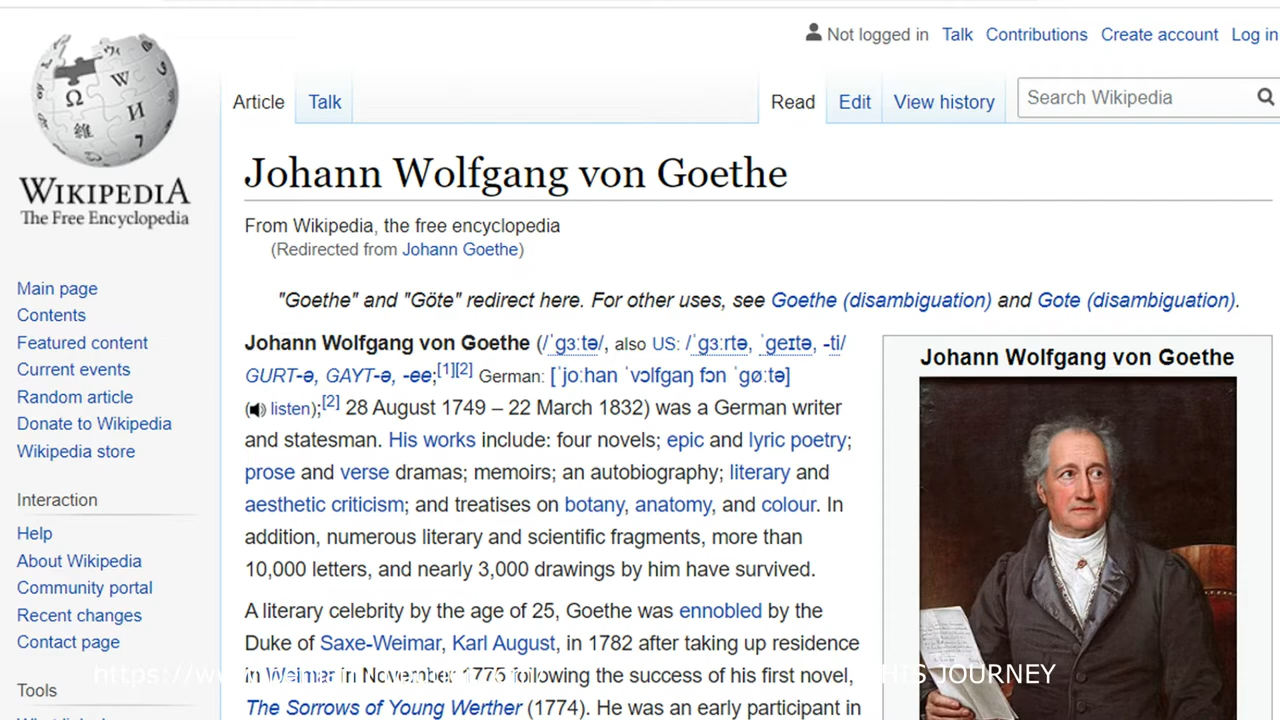 Not logged in Talk Contributions Create account Log in
Article Talk Read Edit View history Search Wikipedia
WIKIPEDIA
The Free Encyclopedia
Johann Wolfgang von Goethe
From Wikipedia, the free encyclopedia
(Redirected from Johann Goethe)
"Goethe" and "Göte" redirect here. For other uses, see Goethe (disambiguation) and Gote (disambiguation).
Main page
Contents
Featured content
Current events
Random article
Donate to Wikipedia
Wikipedia store
Interaction
Help
About Wikipedia
Community portal
Recent changes
Contact page
Tools
Johann Wolfgang von Goethe (/ˈɡɜːtə/, also US: /ˈɡɜːrtə, ˈɡeɪtə, -ti/
GURT-ə, GAYT-ə, -ee;[1][2] German: [ˈjoːhan ˈvɔlfɡaŋ fɔn ˈɡøːtə]
(listen);[2] 28 August 1749 – 22 March 1832) was a German writer
and statesman. His works include: four novels; epic and lyric poetry;
prose and verse dramas; memoirs; an autobiography; literary and
aesthetic criticism; and treatises on botany, anatomy, and colour. In
addition, numerous literary and scientific fragments, more than
10,000 letters, and nearly 3,000 drawings by him have survived.
A literary celebrity by the age of 25, Goethe was ennobled by the
Duke of Saxe-Weimar, Karl August, in 1782 after taking up residence
in Weimar in November 1775 following the success of his first novel,
The Sorrows of Young Werther (1774). He was an early participant in
Johann Wolfgang von Goethe
JOURNEY